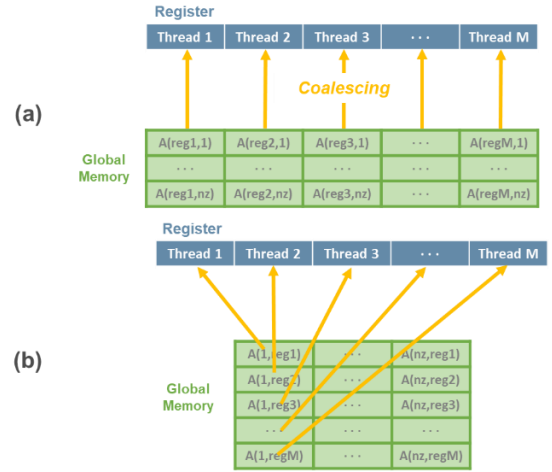 Register
Thread 1 Thread 2 Thread 3 ... Thread M
Coalescing
(a)
A(reg1,1) A(reg2,1) A(reg3,1) ... A(regM,1)
Global Memory
... ... ... ... ...
A(reg1,nz) A(reg2,nz) A(reg3,nz) ... A(regM,nz)
Register
Thread 1 Thread 2 Thread 3 ... Thread M
(b)
A(1,reg1) ... A(nz,reg1)
A(1,reg2) ... A(nz,reg2)
Global
Memory
A(1,reg3) ... A(nz,reg3)
... ... ...
A(1,regM) ... A(nz,regM)